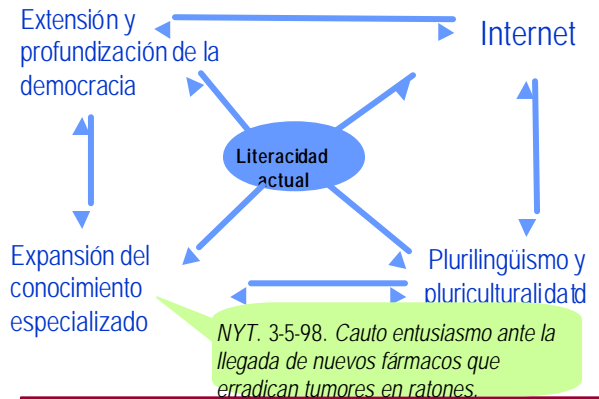 Extensión y
profundización de la
democracia
Internet
Literacidad
actual
Expansión del
conocimiento
especializado
Plurilingüismo y
pluriculturalidatd
NYT. 3-5-98. Cauto entusiasmo ante la
llegada de nuevos fármacos que
erradican tumores en ratones.